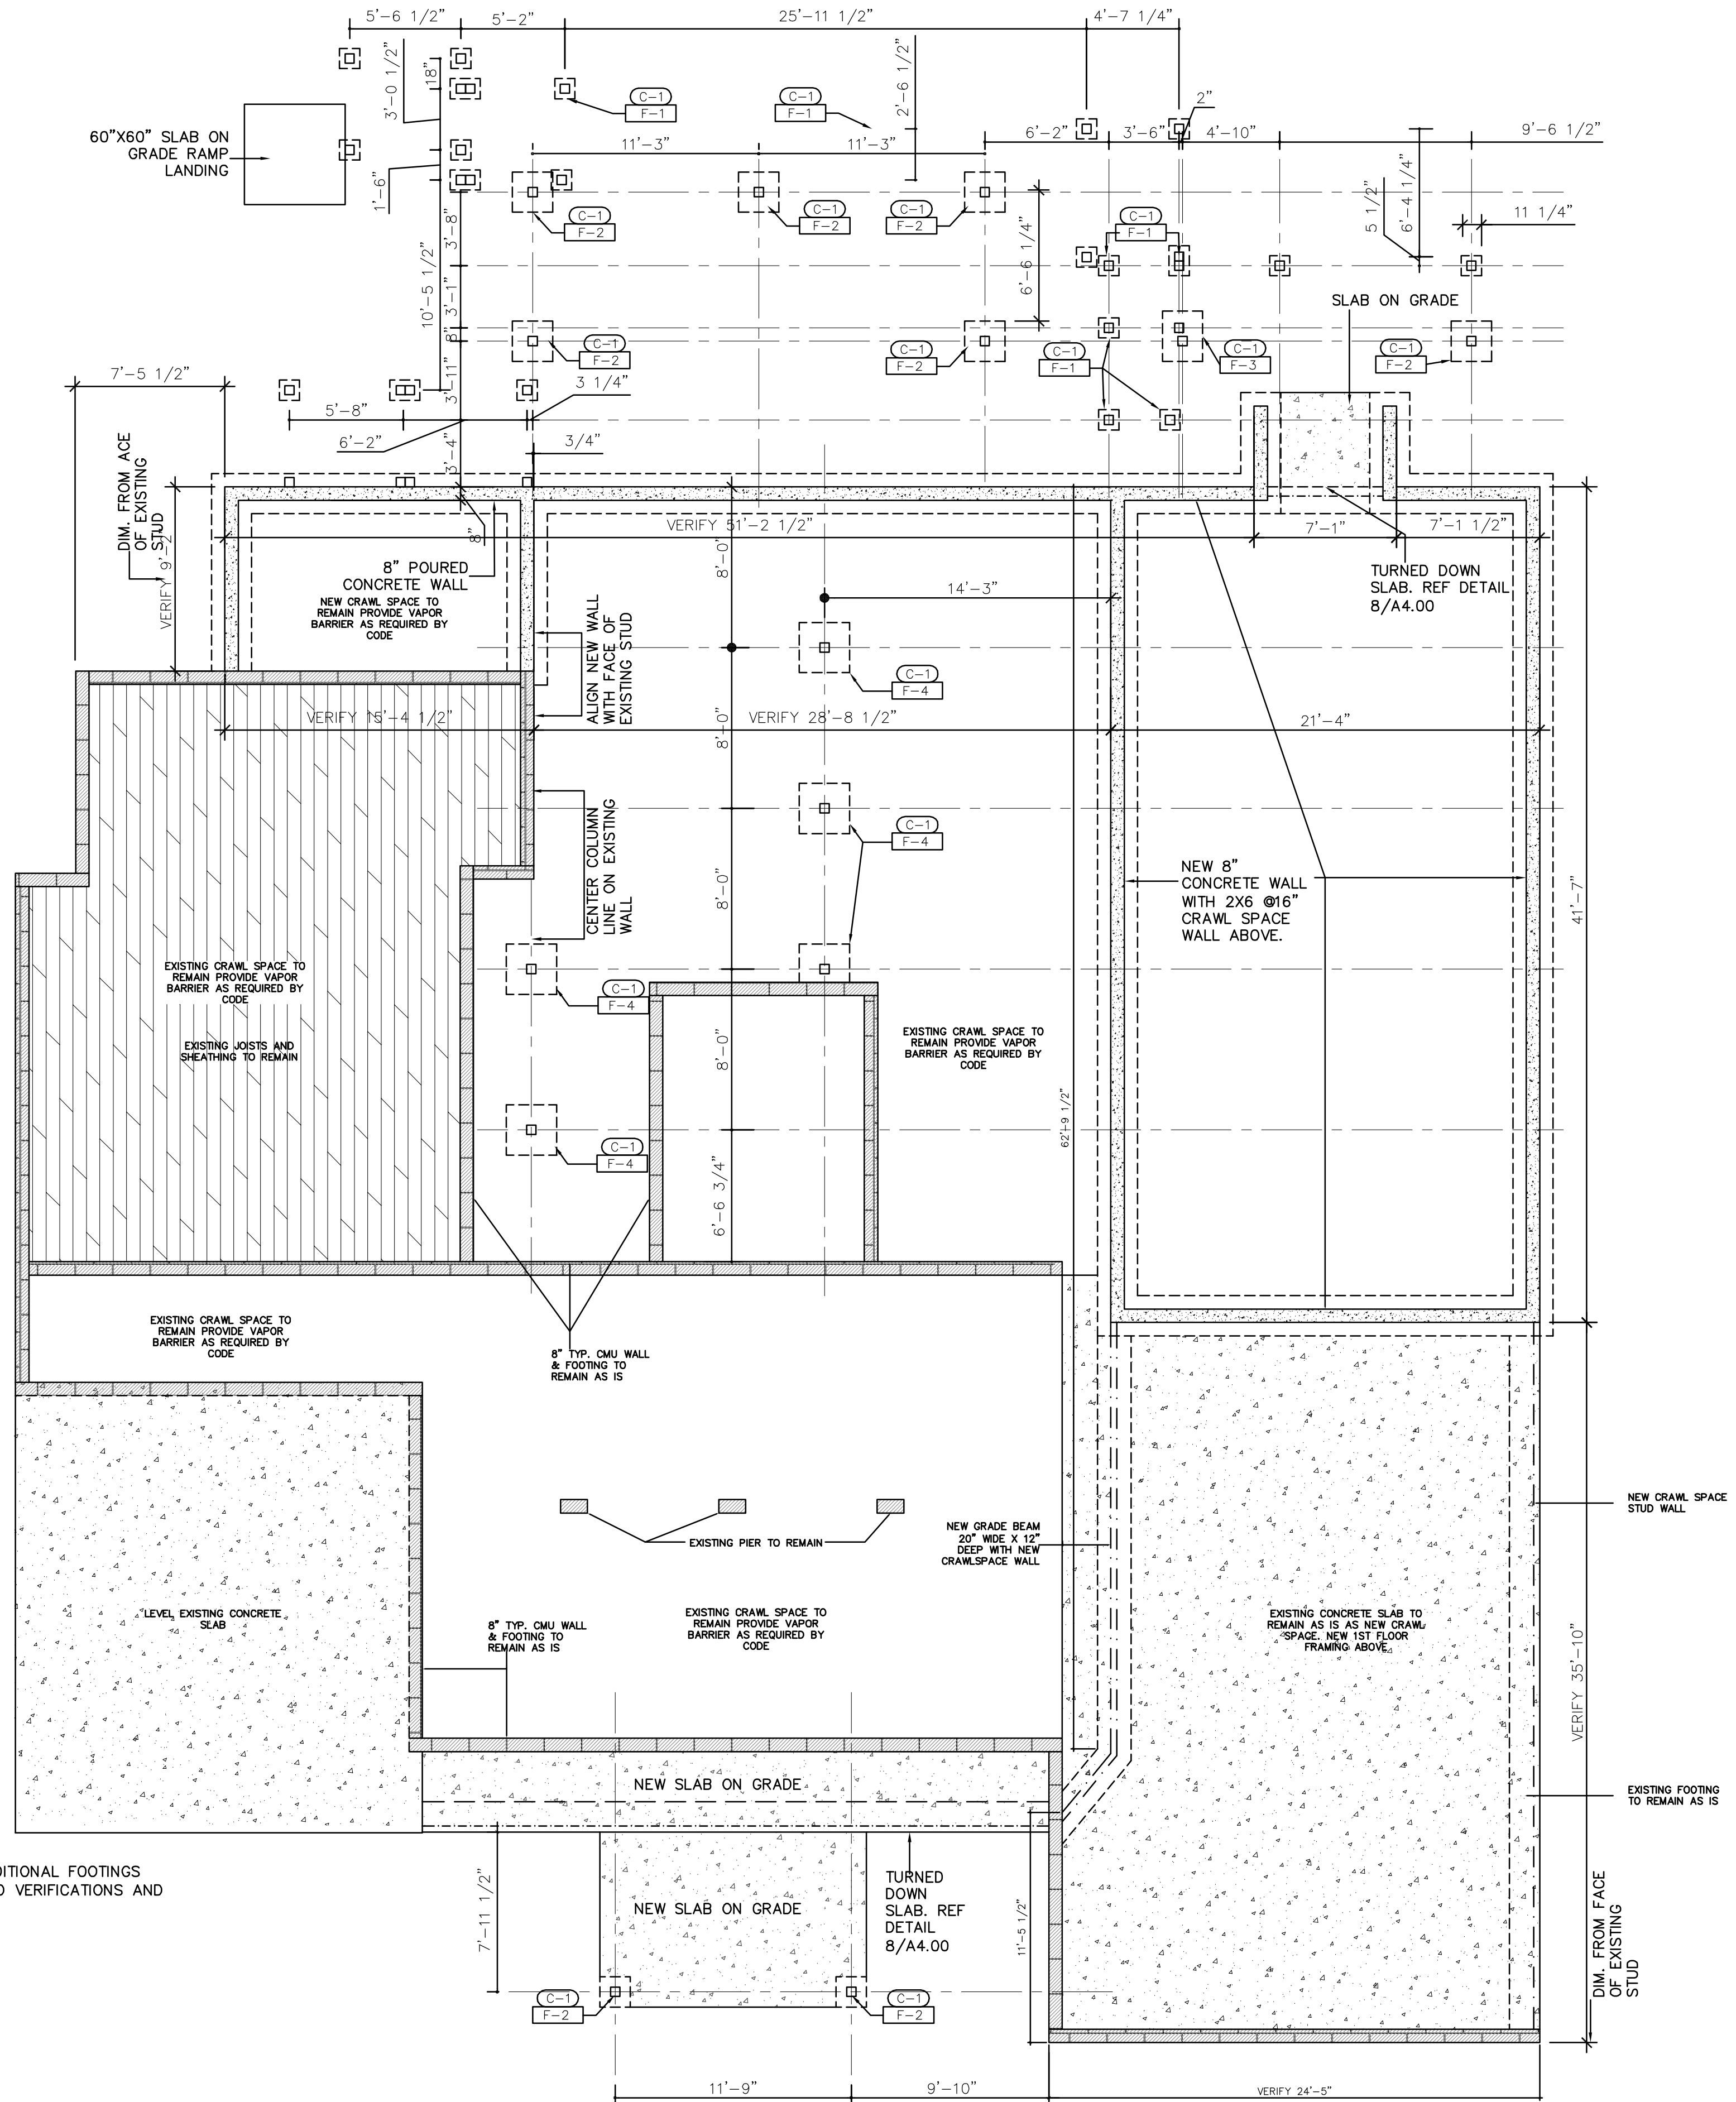 5'-6 1/2"
5'-2"
25'-11 1/2"
4'-7 1/4"
3'-0 1/2"
18"
2'-6 1/2"
C-1
F-1
C-1
F-1
2"
60"X60" SLAB ON
GRADE RAMP
LANDING
11'-3"
11'-3"
6'-2"
3'-6"
4'-10"
9'-6 1/2"
1'-6"
3'-8"
10'-5 1/2"
3'-1"
8"
3'-11"
3'-4"
C-1
F-2
C-1
F-2
C-1
F-2
C-1
F-1
6'-6 1/4"
5 1/2"
6'-4 1/4"
11 1/4"
SLAB ON GRADE
C-1
F-2
C-1
F-2
C-1
F-1
C-1
F-3
C-1
F-2
7'-5 1/2"
5'-8"
6'-2"
3 1/4"
3/4"
DIM. FROM ACE
OF EXISTING
STUD
VERIFY 9'-2"
8"
VERIFY 51'-2 1/2"
7'-1"
7'-1 1/2"
8" POURED
CONCRETE WALL
NEW CRAWL SPACE TO
REMAIN PROVIDE VAPOR
BARRIER AS REQUIRED BY
CODE
8'-0"
14'-3"
TURNED DOWN
SLAB. REF DETAIL
8/A4.00
ALIGN NEW WALL
WITH FACE OF
EXISTING STUD
C-1
F-4
VERIFY 15'-4 1/2"
8'-0"
VERIFY 28'-8 1/2"
21'-4"
CENTER COLUMN
LINE ON EXISTING
WALL
C-1
F-4
8'-0"
NEW 8"
CONCRETE WALL
WITH 2X6 @16"
CRAWL SPACE
WALL ABOVE.
41'-7"
EXISTING CRAWL SPACE TO
REMAIN PROVIDE VAPOR
BARRIER AS REQUIRED BY
CODE
C-1
F-4
EXISTING JOISTS AND
SHEATHING TO REMAIN
8'-0"
EXISTING CRAWL SPACE TO
REMAIN PROVIDE VAPOR
BARRIER AS REQUIRED BY
CODE
62'-9 1/2"
C-1
F-4
6'-6 3/4"
EXISTING CRAWL SPACE TO
REMAIN PROVIDE VAPOR
BARRIER AS REQUIRED BY
CODE
8" TYP. CMU WALL
& FOOTING TO
REMAIN AS IS
NEW CRAWL SPACE
STUD WALL
EXISTING PIER TO REMAIN
NEW GRADE BEAM
20" WIDE X 12"
DEEP WITH NEW
CRAWLSPACE WALL
LEVEL EXISTING CONCRETE
SLAB
8" TYP. CMU WALL
& FOOTING TO
REMAIN AS IS
EXISTING CRAWL SPACE TO
REMAIN PROVIDE VAPOR
BARRIER AS REQUIRED BY
CODE
EXISTING CONCRETE SLAB TO
REMAIN AS IS AS NEW CRAWL
SPACE. NEW 1ST FLOOR
FRAMING ABOVE
VERIFY 35'-10"
NEW SLAB ON GRADE
EXISTING FOOTING
TO REMAIN AS IS
DITIONAL FOOTINGS
D VERIFICATIONS AND
7'-11 1/2"
NEW SLAB ON GRADE
TURNED
DOWN
SLAB. REF
DETAIL
8/A4.00
11'-5 1/2"
DIM. FROM FACE
OF EXISTING
STUD
C-1
F-2
C-1
F-2
11'-9"
9'-10"
VERIFY 24'-5"